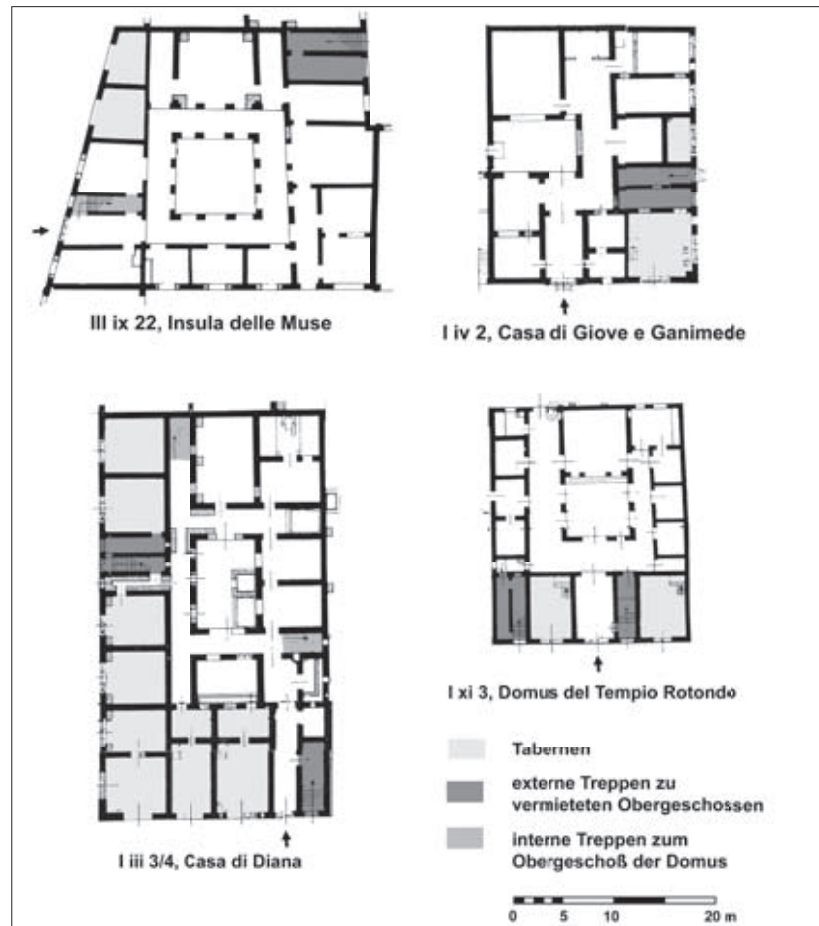 III ix 22, Insula delle Muse
I iv 2, Casa di Giove e Ganimede
I iii 3/4, Casa di Diana
I xi 3, Domus del Tempio Rotondo
Tabernen
externe Treppen zu
vermieteten Obergeschossen
interne Treppen zum
Obergeschoß der Domus
0 5 10 20 m